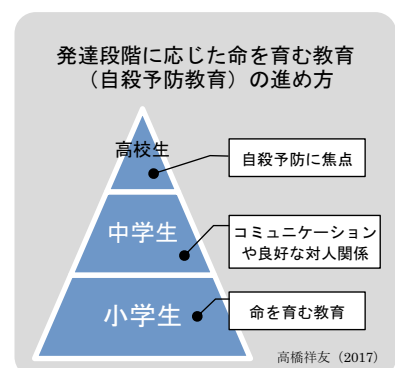 発達段階に応じた命を育む教育
（自殺予防教育）の進め方
高校生
自殺予防に焦点
中学生
コミュニケーション
や良好な対人関係
小学生
命を育む教育
高橋祥友（2017）